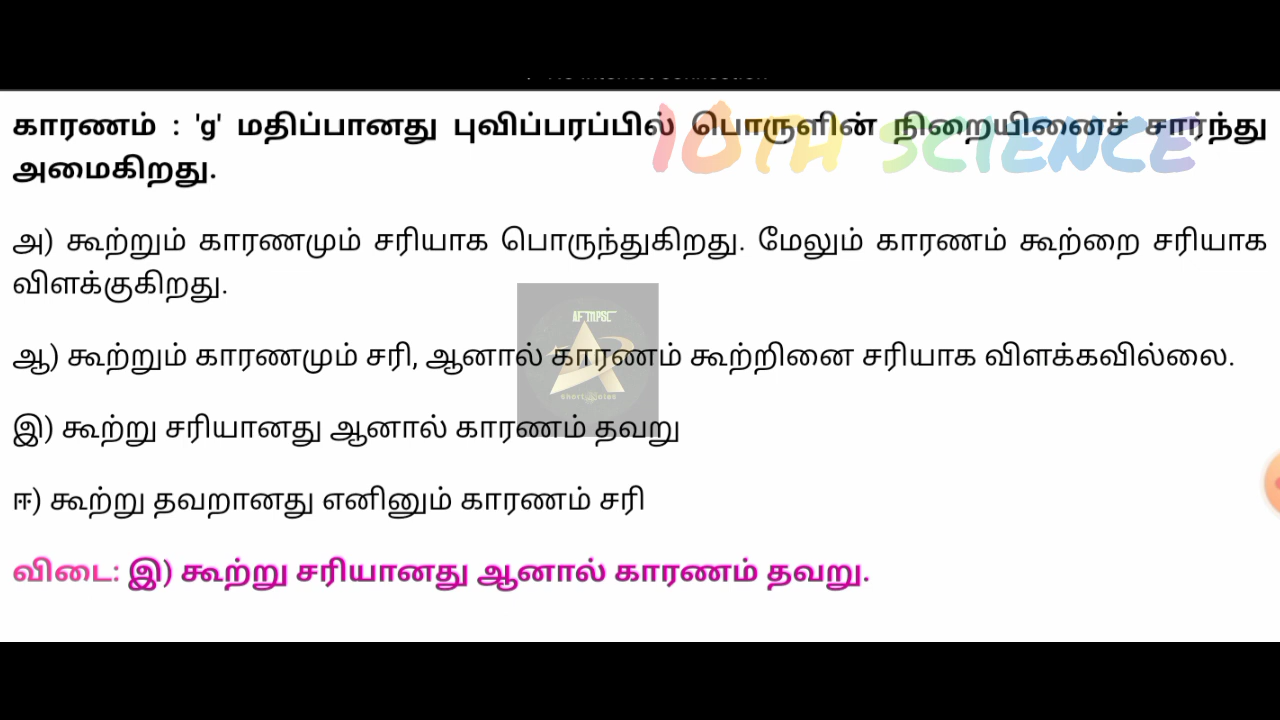 காரணம் : 'g' மதிப்பானது புவிப்பரப்பில் பொருளின் நிறையினைச் சார்ந்து
அமைகிறது.
10TH SCIENCE
அ) கூற்றும் காரணமும் சரியாக பொருந்துகிறது. மேலும் காரணம் கூற்றை சரியாக
விளக்குகிறது.
ஆ) கூற்றும் காரணமும் சரி, ஆனால் காரணம் கூற்றினை சரியாக விளக்கவில்லை.
இ) கூற்று சரியானது ஆனால் காரணம் தவறு
ஈ) கூற்று தவறானது எனினும் காரணம் சரி
விடை: இ) கூற்று சரியானது ஆனால் காரணம் தவறு.